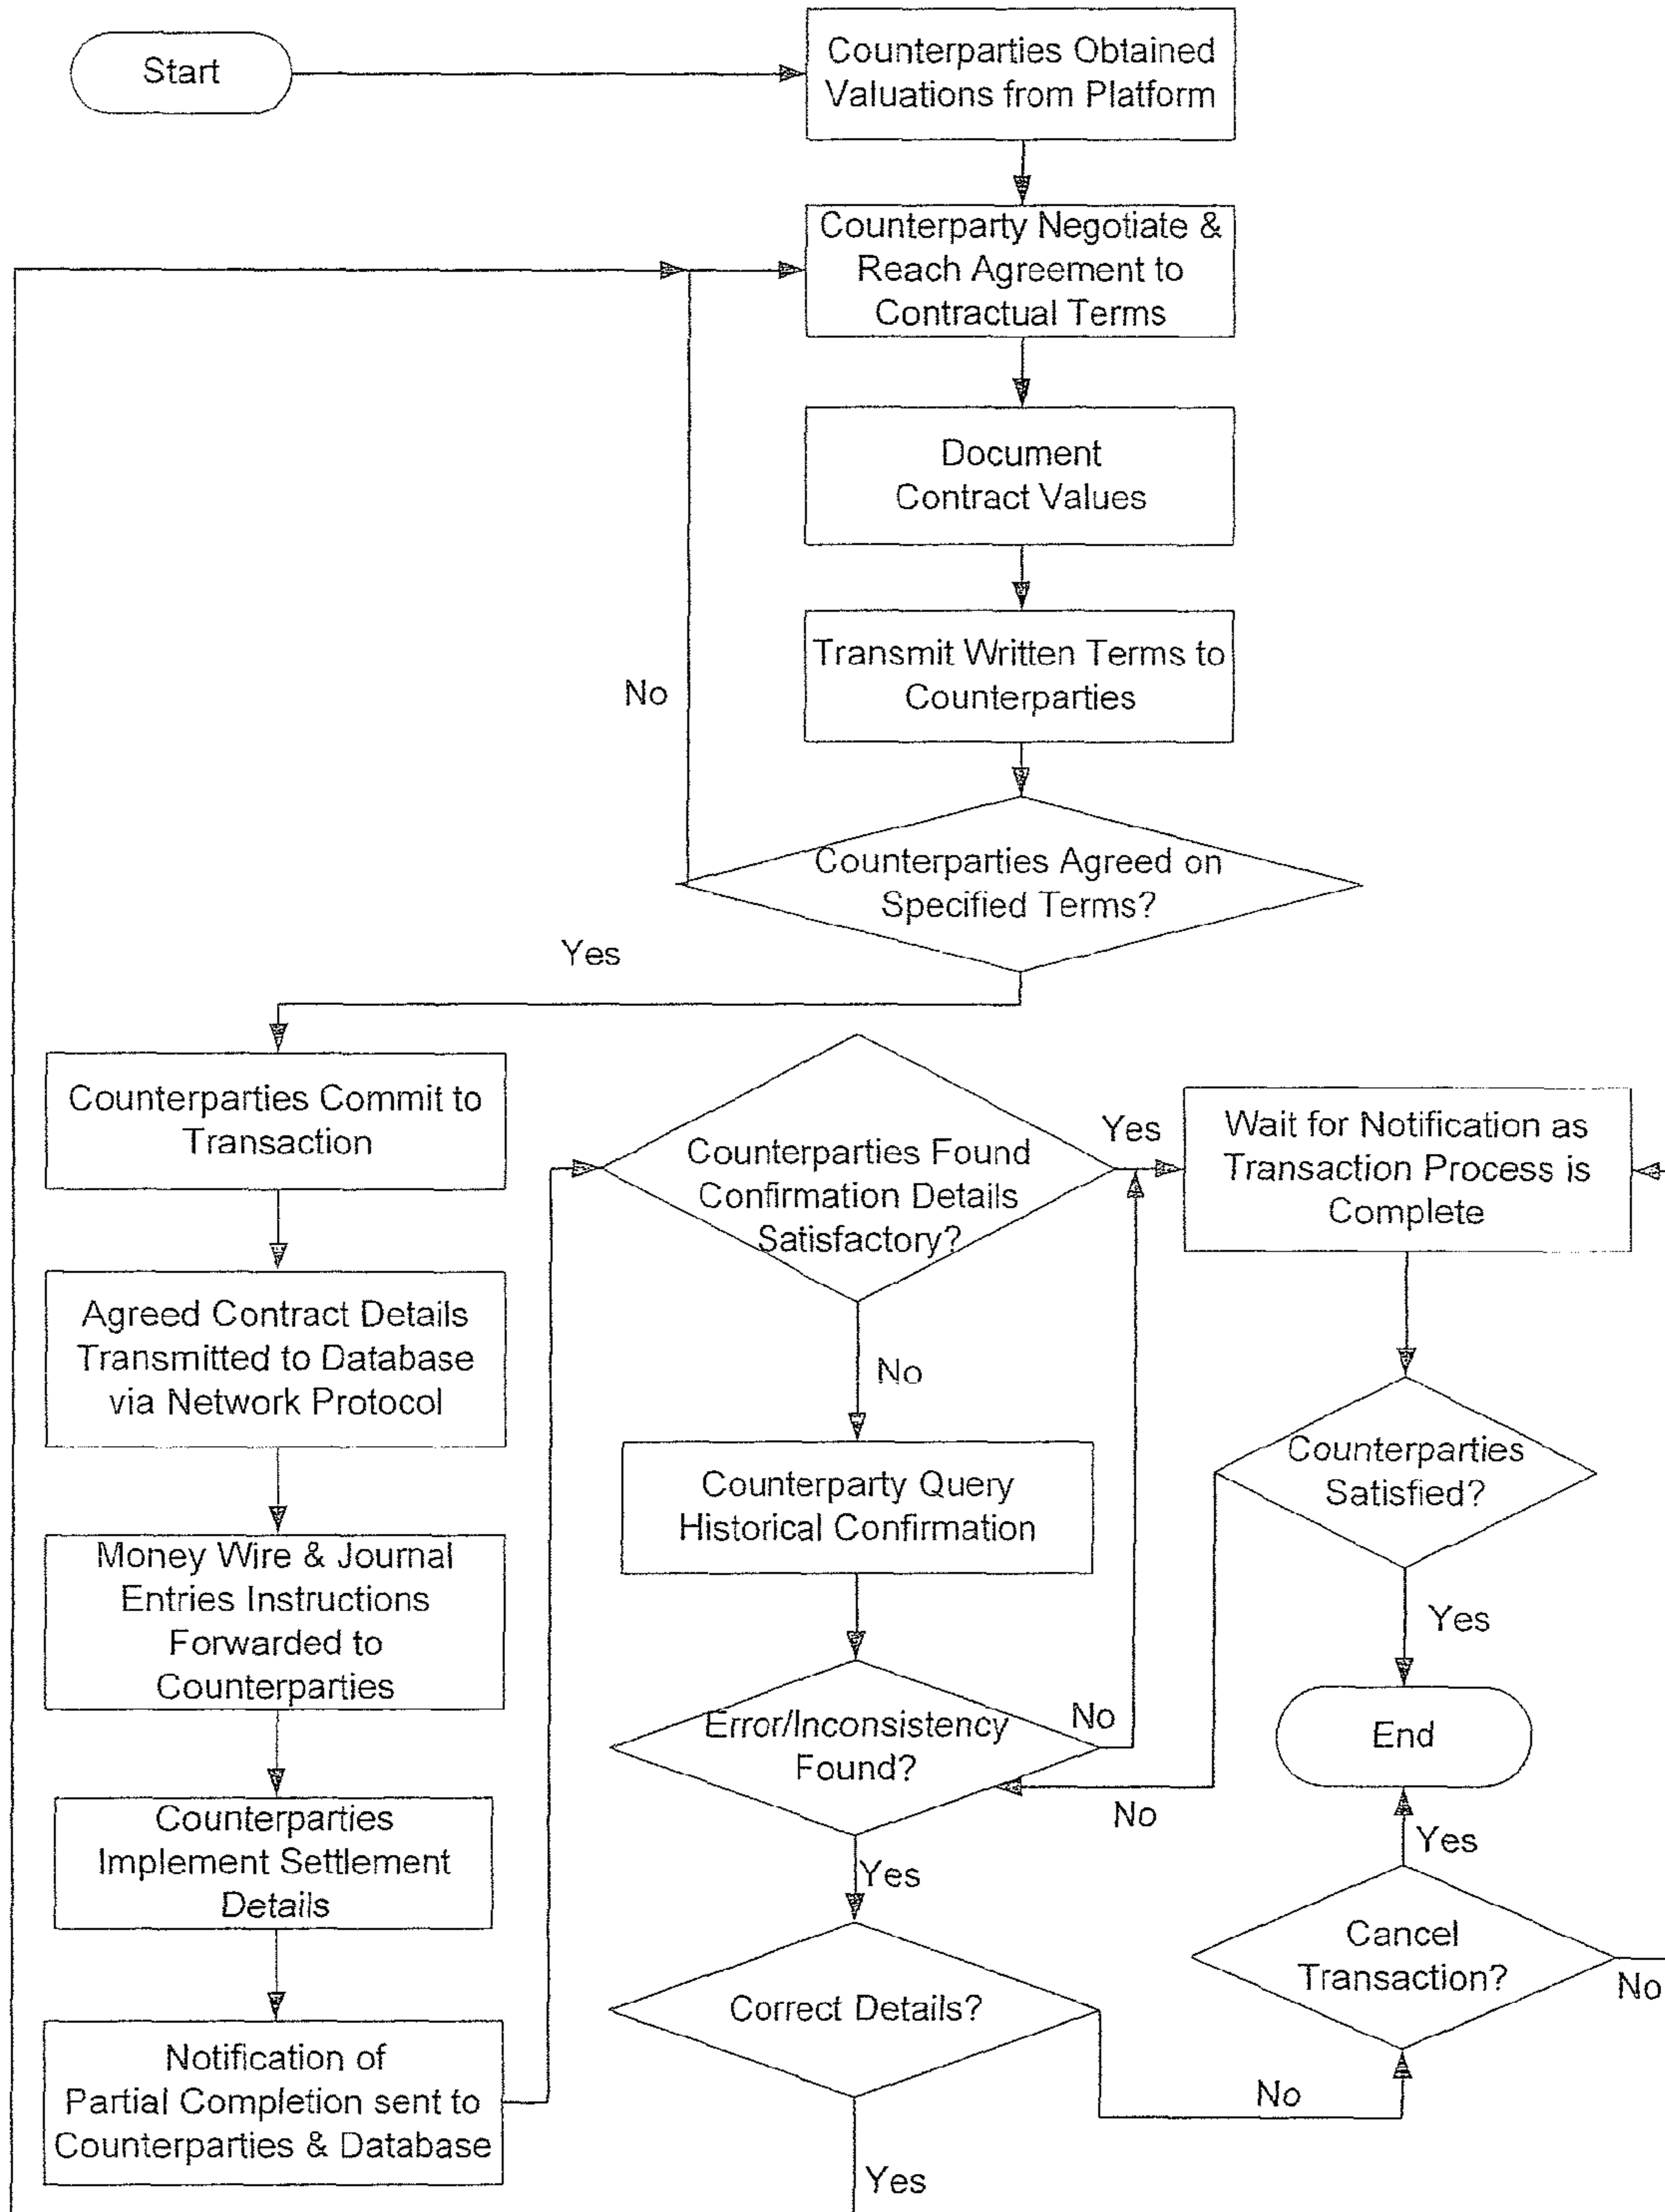 Start
Counterparties Obtained
Valuations from Platform
Counterparty Negotiate &
Reach Agreement to
Contractual Terms
Document
Contract Values
Transmit Written Terms to
Counterparties
No
Counterparties Agreed on
Specified Terms?
Yes
Counterparties Commit to
Transaction
Agreed Contract Details
Transmitted to Database
via Network Protocol
Money Wire & Journal
Entries Instructions
Forwarded to
Counterparties
Counterparties
Implement Settlement
Details
Notification of
Partial Completion sent to
Counterparties & Database
Counterparties Found
Confirmation Details
Satisfactory?
Yes
No
Counterparty Query
Historical Confirmation
Error/Inconsistency
Found?
No
Yes
Correct Details?
No
Yes
Wait for Notification as
Transaction Process is
Complete
Counterparties
Satisfied?
No
Yes
End
Yes
Cancel
Transaction?
No